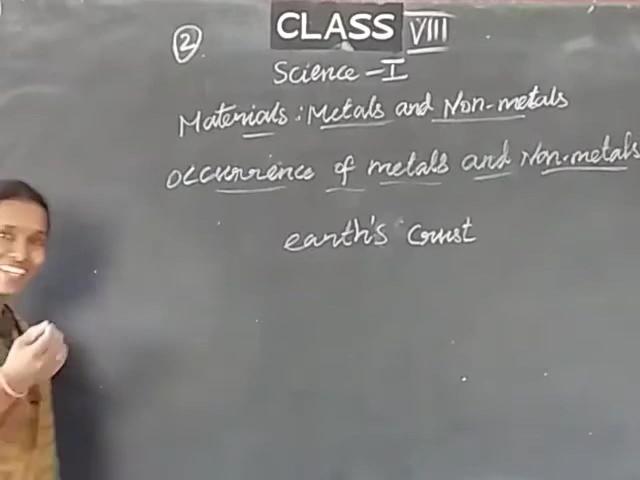 CLASS VIII
② Science - I
Materials : Metals and Non-metals
Occurrence of metals and Non-metals
earth's Crust